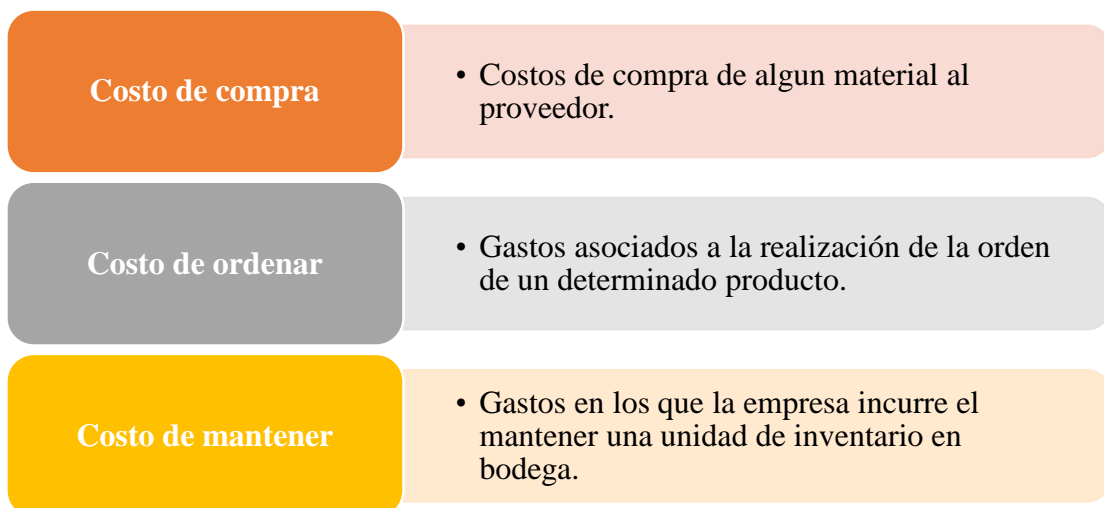 Costo de compra
• Costos de compra de algun material al
proveedor.
Costo de ordenar
• Gastos asociados a la realización de la orden
de un determinado producto.
Costo de mantener
• Gastos en los que la empresa incurre el
mantener una unidad de inventario en
bodega.